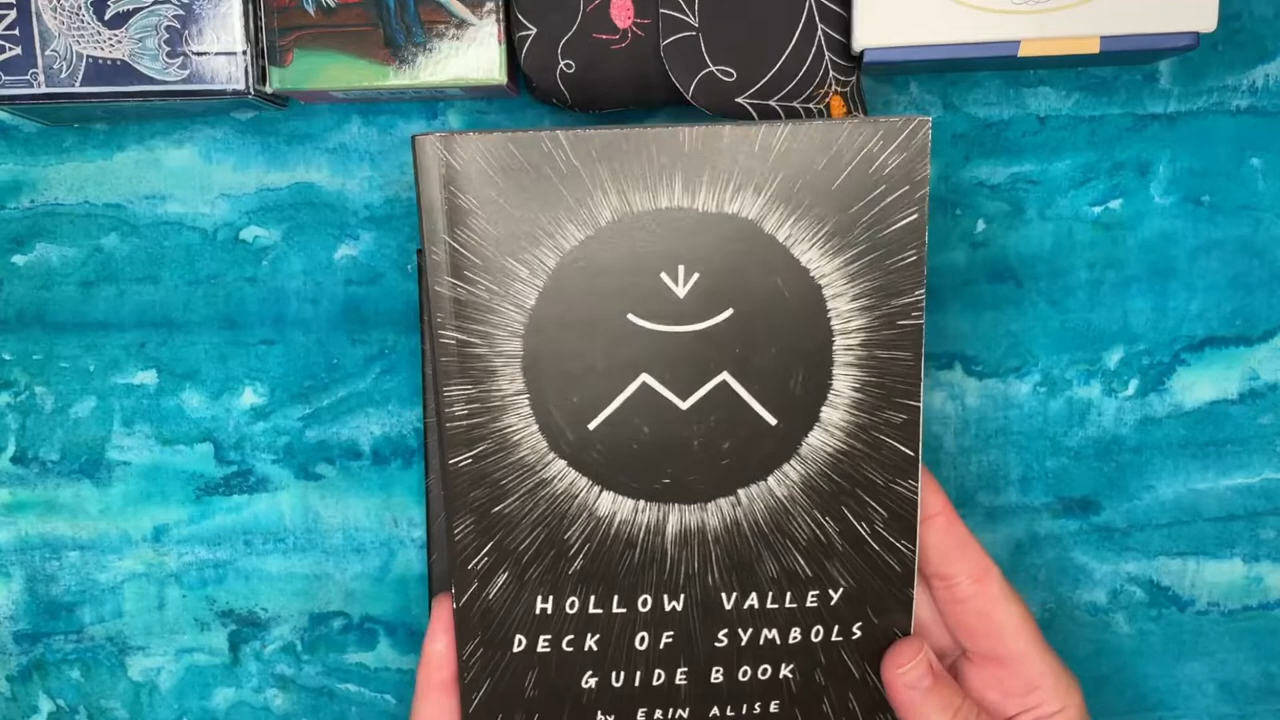 HOLLOW VALLEY
DECK OF SYMBOLS
GUIDE BOOK
by ERIN ALISE